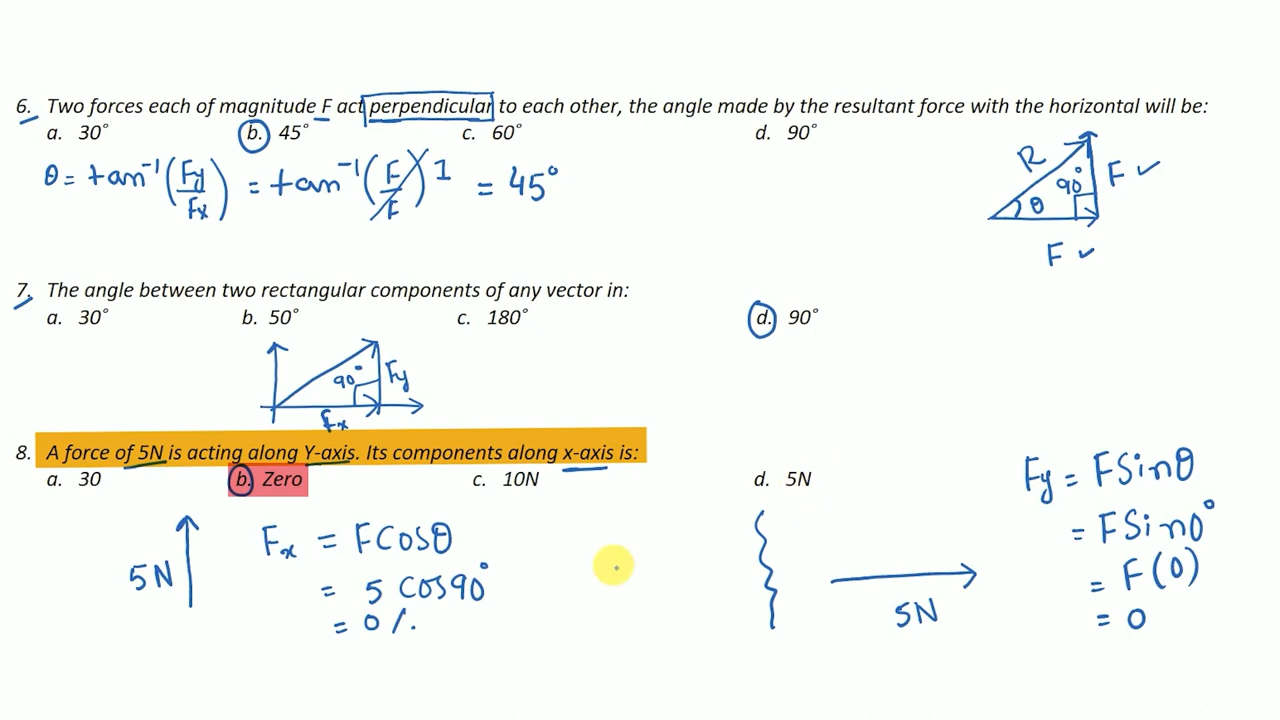 6. Two forces each of magnitude F act perpendicular to each other, the angle made by the resultant force with the horizontal will be:
a. 30° b. 45° c. 60° d. 90°
θ = tan⁻¹(Fy/Fx) = tan⁻¹(F/F) 1 = 45°
R 90° θ F ✓
F ✓
7. The angle between two rectangular components of any vector in:
a. 30° b. 50° c. 180° d. 90°
90° Fy
Fx
8. A force of 5N is acting along Y-axis. Its components along x-axis is:
a. 30 b. Zero c. 10N d. 5N
5N
Fx = FCosθ
= 5 Cos90°
= 0 /.
5N
Fy = FSinθ
= FSin0°
= F(0)
= 0